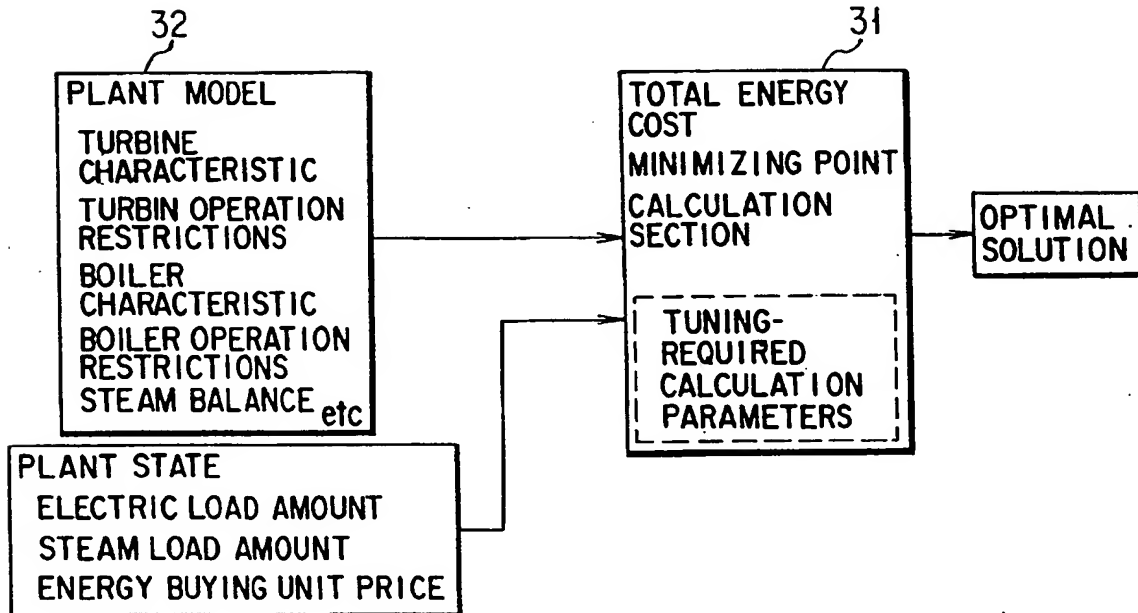 32
PLANT MODEL
TURBINE
CHARACTERISTIC
TURBIN OPERATION
RESTRICTIONS
BOILER
CHARACTERISTIC
BOILER OPERATION
RESTRICTIONS
STEAM BALANCE etc
PLANT STATE
ELECTRIC LOAD AMOUNT
STEAM LOAD AMOUNT
ENERGY BUYING UNIT PRICE
31
TOTAL ENERGY
COST
MINIMIZING POINT
CALCULATION
SECTION
TUNING-
REQUIRED
CALCULATION
PARAMETERS
OPTIMAL
SOLUTION